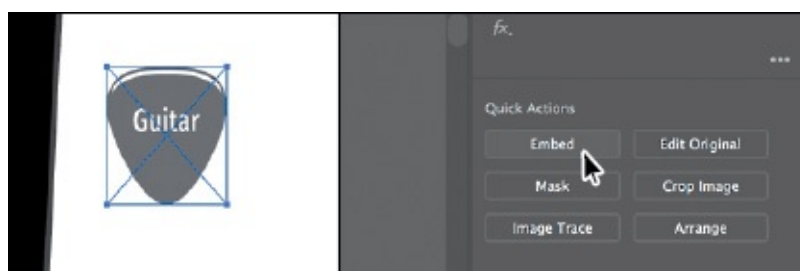 Guitar
fx.
Quick Actions
Embed Edit Original
Mask Crop Image
Image Trace Arrange